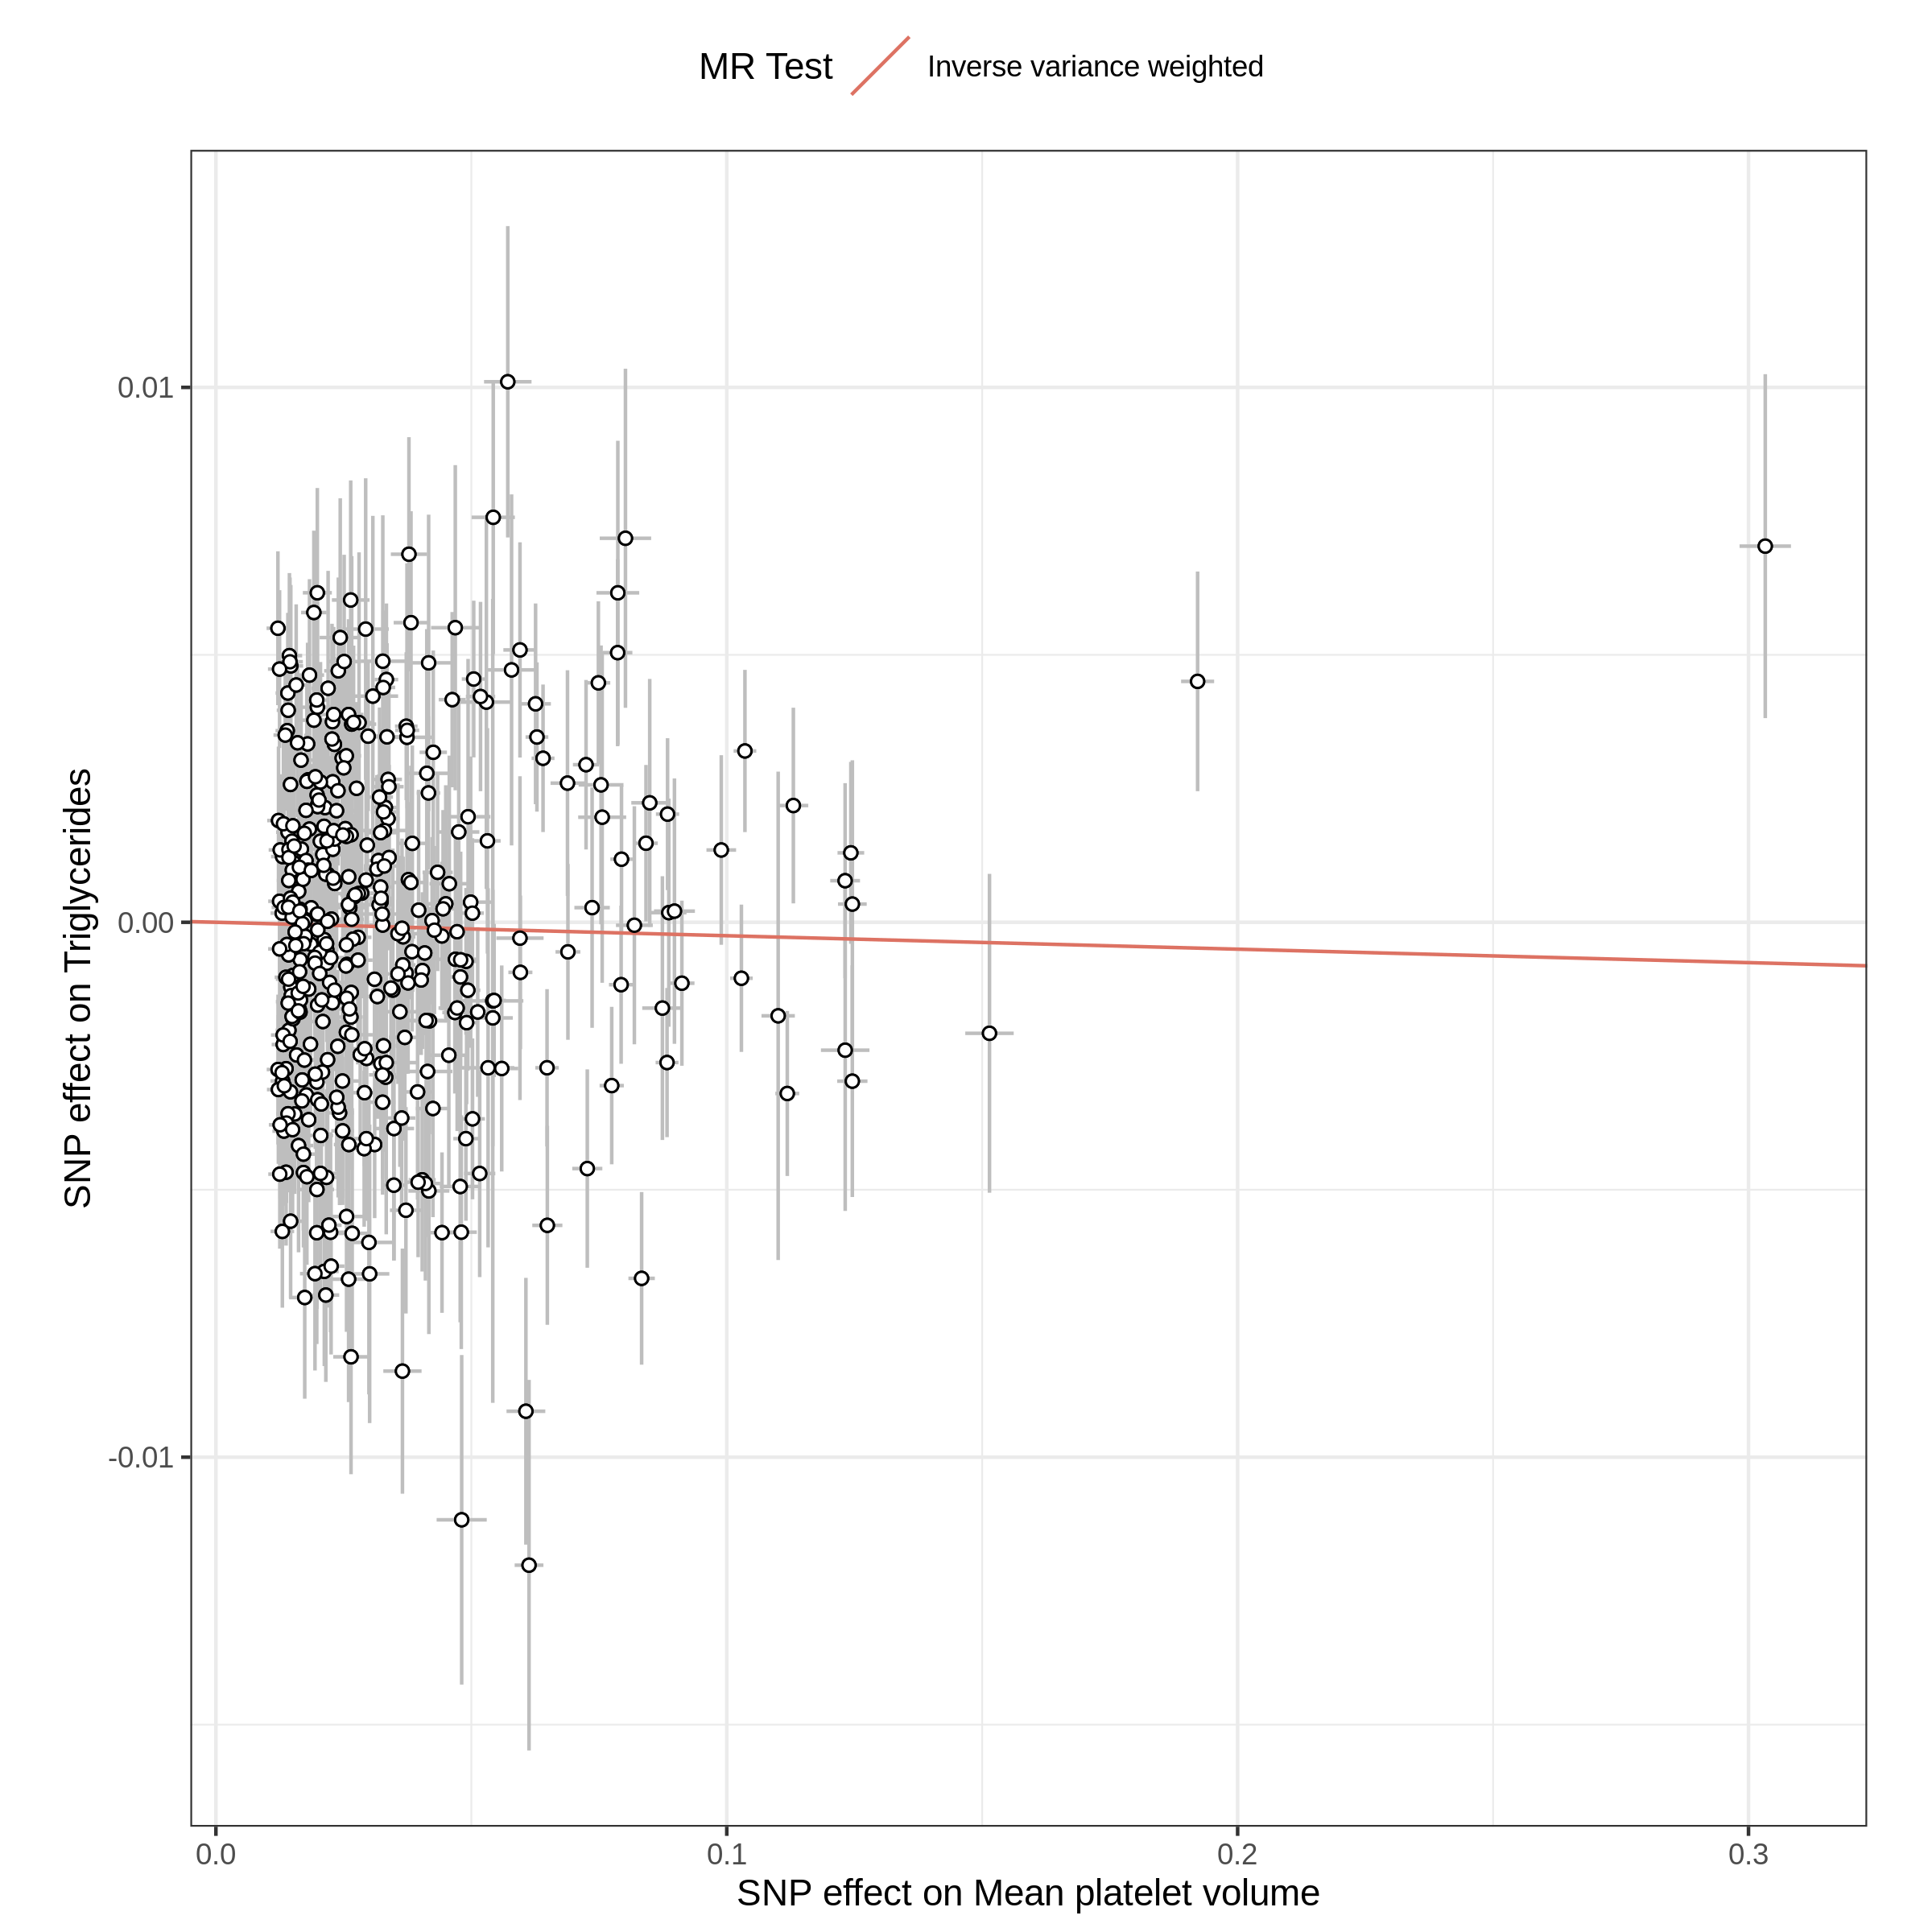 MR Test Inverse variance weighted
SNP effect on Triglycerides
0.01
0.00
-0.01
0.0 0.1 0.2 0.3
SNP effect on Mean platelet volume